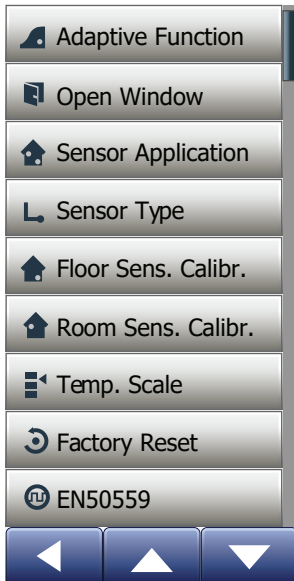 Adaptive Function
Open Window
Sensor Application
Sensor Type
Floor Sens. Calibr.
Room Sens. Calibr.
Temp. Scale
Factory Reset
EN50559